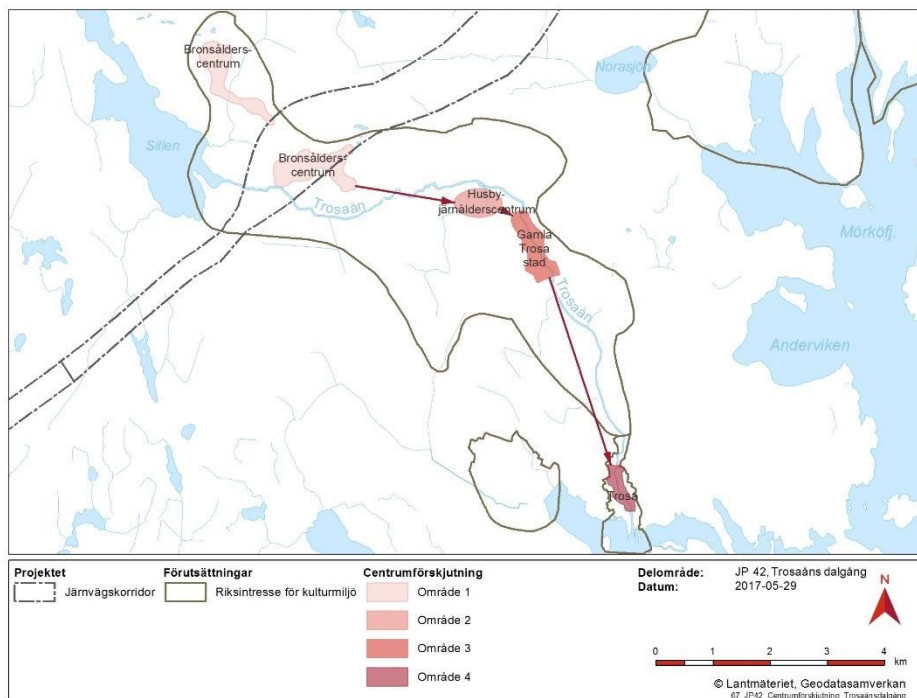 Bronsålders-
centrum
Norasjön
Sillen
Bronsålders-
centrum
Trosaån
Husby-
järnålderscentrum
Gamla
Trosa
stad
Mörköfj.
Trosaån
Anderviken
Trosa
Projektet
Järnvägskorridor
Förutsättningar
Riksintresse för kulturmiljö
Centrumförskjutning
Område 1
Område 2
Område 3
Område 4
Delområde: JP 42, Trosaåns dalgång
Datum: 2017-05-29
N
0 1 2 3 4
km
© Lantmäteriet, Geodatasamverkan
67_JP42_Centrumforskjutning_Trosaånsdalgång